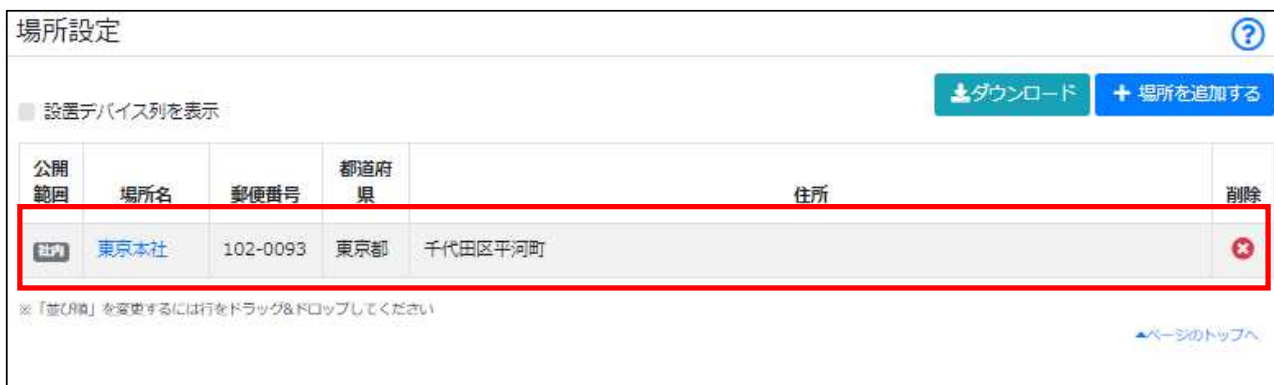 場所設定
ダウンロード
+ 場所を追加する
設置デバイス列を表示
公開範囲 場所名 郵便番号 都道府県 住所 削除
社内 東京本社 102-0093 東京都 千代田区平河町
※「並び順」を変更するには行をドラッグ&ドロップしてください
▲ページのトップへ